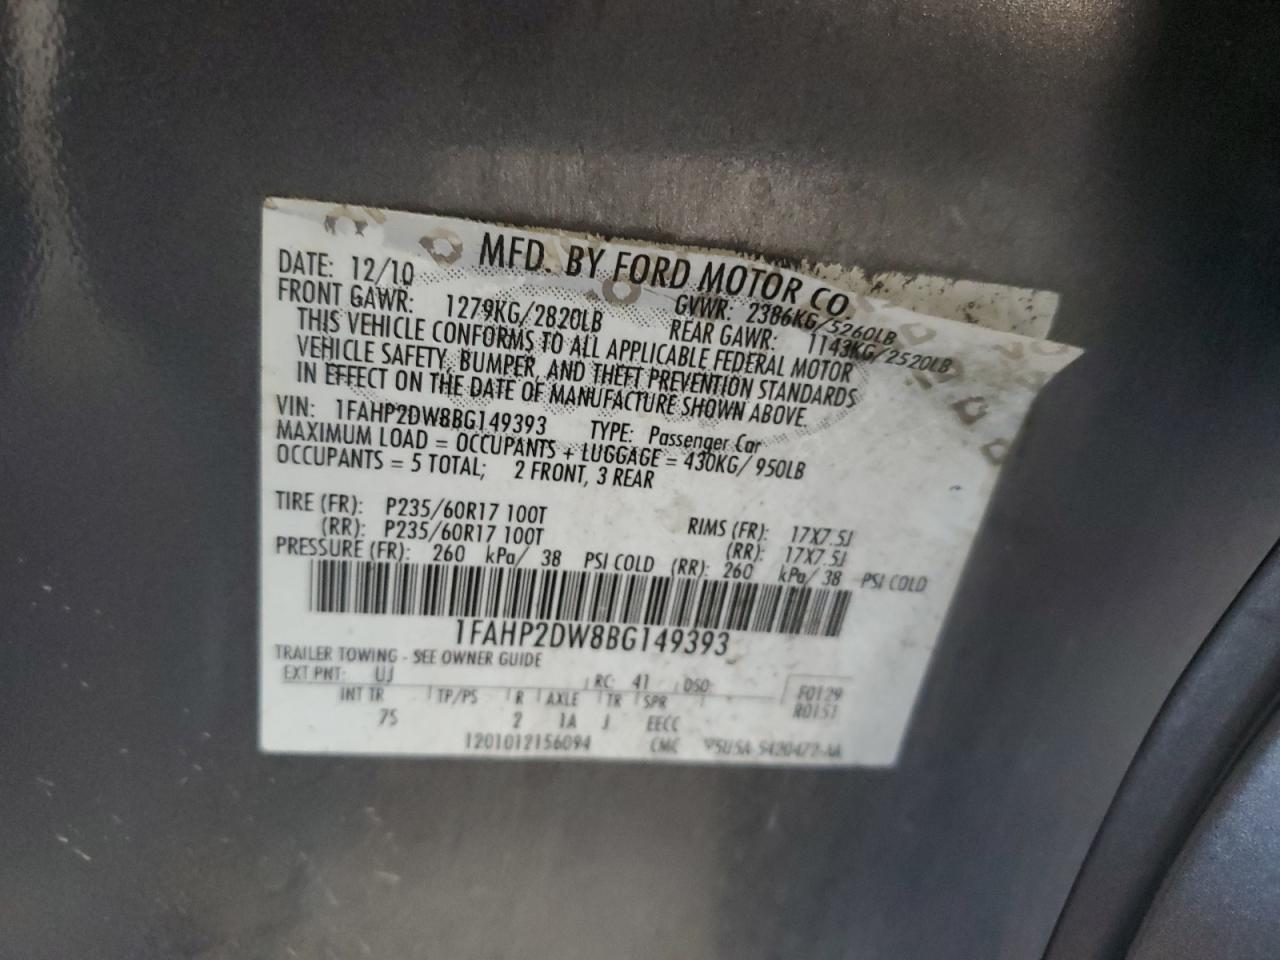 MFD. BY FORD MOTOR CO.
DATE: 12/10 GVWR: 2386KG/5260LB
FRONT GAWR: 1279KG/2820LB REAR GAWR: 1143KG/2520LB
THIS VEHICLE CONFORMS TO ALL APPLICABLE FEDERAL MOTOR
VEHICLE SAFETY, BUMPER, AND THEFT PREVENTION STANDARDS
IN EFFECT ON THE DATE OF MANUFACTURE SHOWN ABOVE.
VIN: 1FAHP2DW8BG149393 TYPE: Passenger Car
MAXIMUM LOAD = OCCUPANTS + LUGGAGE = 430KG/ 950LB
OCCUPANTS = 5 TOTAL; 2 FRONT, 3 REAR
TIRE (FR): P235/60R17 100T RIMS (FR): 17X7.5J
(RR): P235/60R17 100T (RR): 17X7.5J
PRESSURE (FR): 260 kPa/ 38 PSI COLD (RR): 260 kPa/ 38 PSI COLD
1FAHP2DW8BG149393
TRAILER TOWING - SEE OWNER GUIDE
EXT PNT: UJ RC: 41 DSO: F0129
INT TR TP/PS R AXLE TR SPR R0151
75 2 1A J EECC
1201012156094 CMC